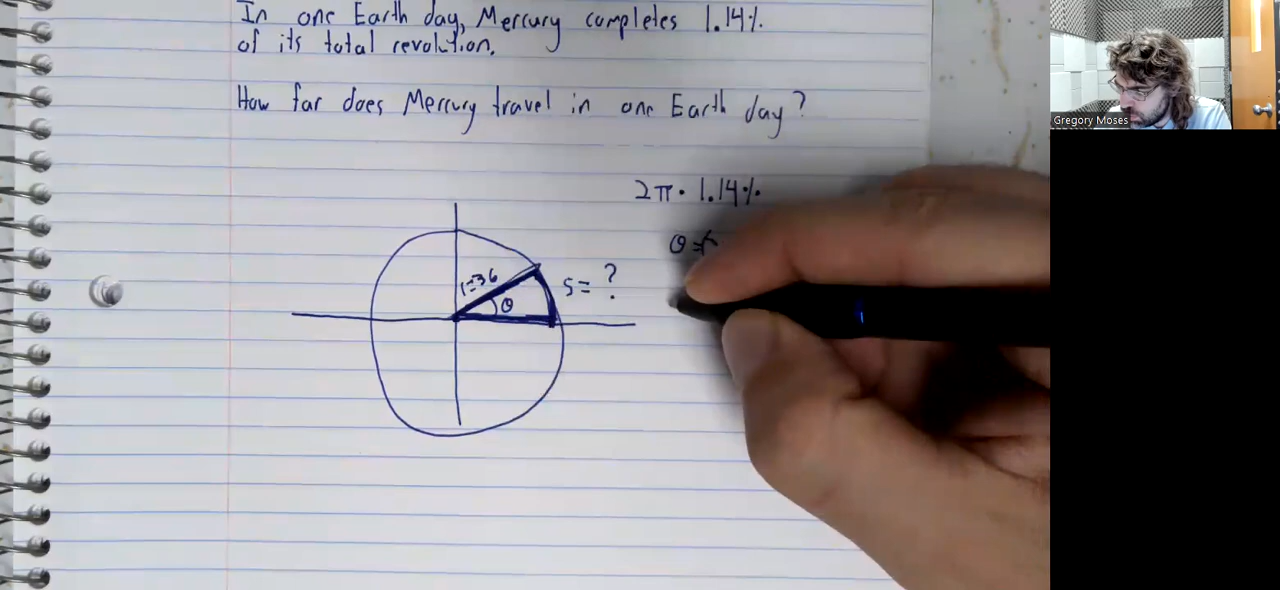 In one Earth day, Mercury completes 1.14%
of its total revolution.
How far does Mercury travel in one Earth day?
2π · 1.14%
θ =
r=36
θ
s = ?
Gregory Moses